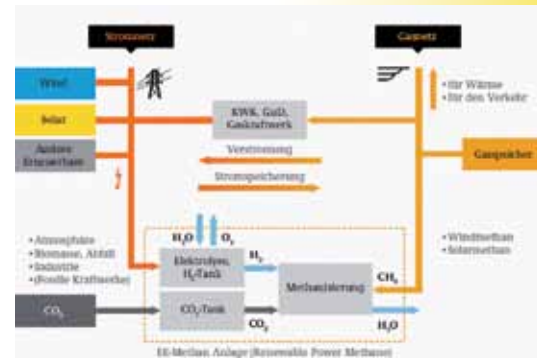 Stromnetz
Gasnetz
Wind
Solar
Andere
Erneuerbare
KWK, GuD,
Gaskraftwerk
• für Wärme
• für den Verkehr
Verstromung
Stromspeicherung
Gasspeicher
H₂O
O₂
• Atmosphäre
• Biomasse, Abfall
• Industrie
• (Fossile Kraftwerke)
Elektrolyse,
H₂-Tank
H₂
Methanisierung
CH₄
• Windmethan
• Solarmethan
CO₂
CO₂-Tank
CO₂
H₂O
EE-Methan Anlage (Renewable Power Methane)